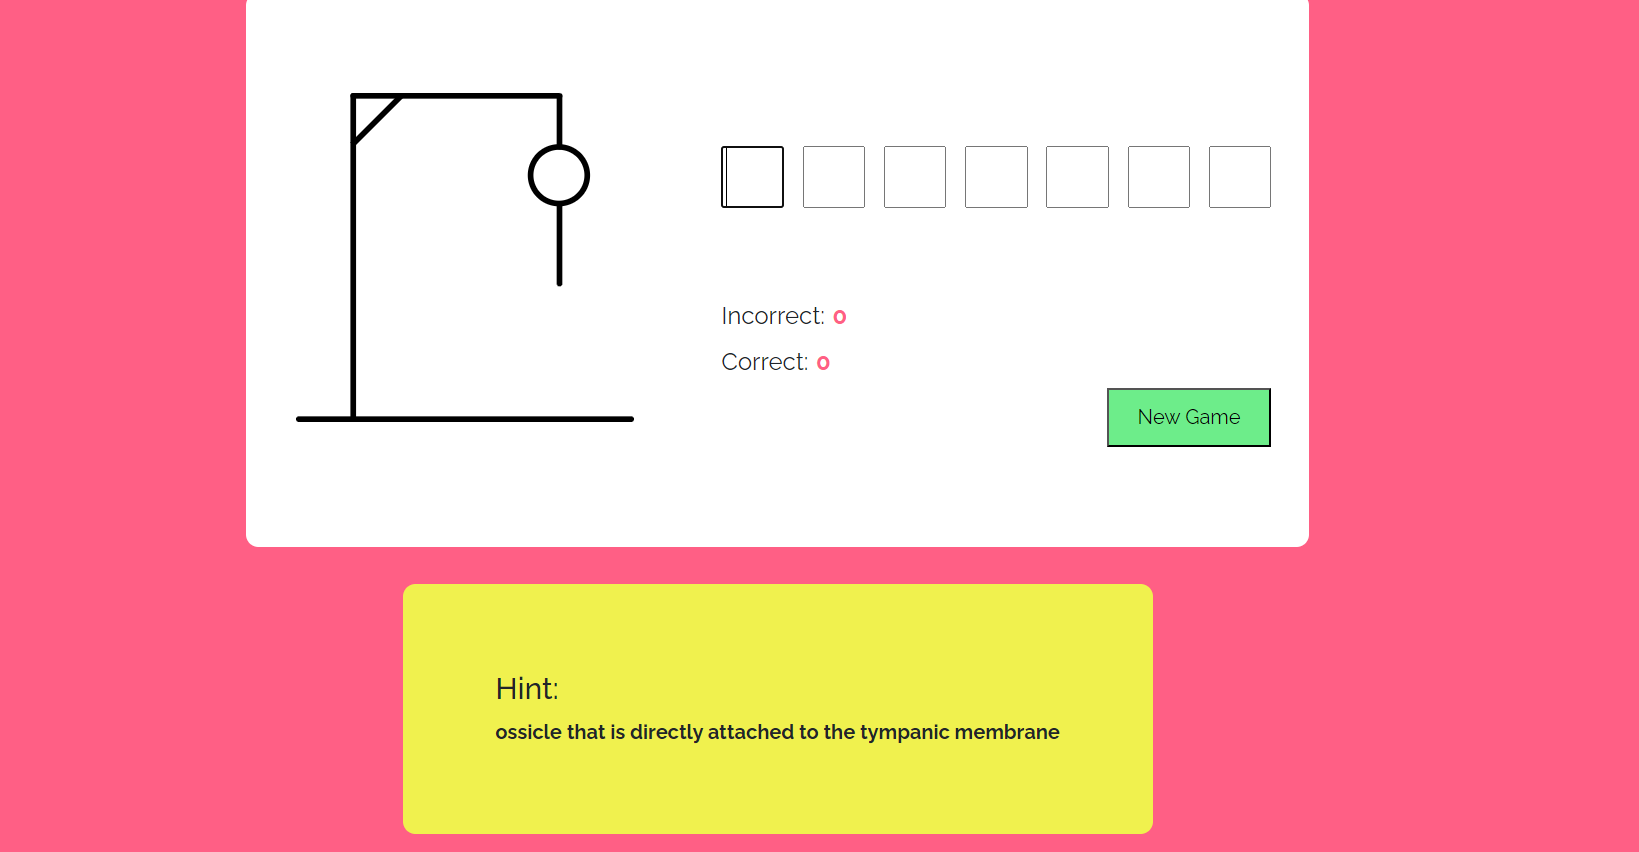 Incorrect: 0
Correct: 0
New Game
Hint:
ossicle that is directly attached to the tympanic membrane